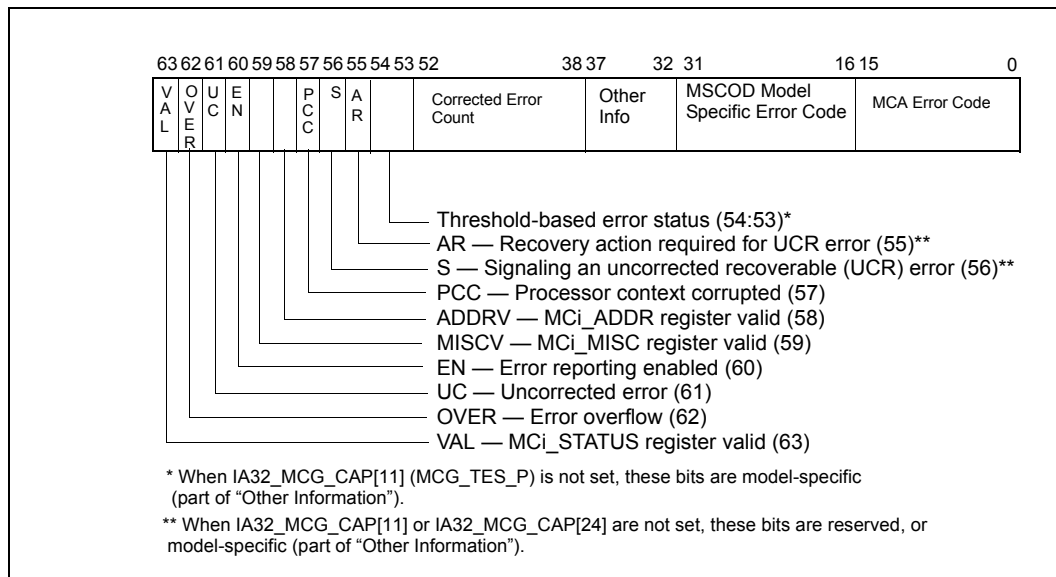 63 62 61 60 59 58 57 56 55 54 53 52 38 37 32 31 16 15 0
VAL
OVER
UC
EN
PCC
S
AR
Corrected Error
Count
Other
Info
MSCOD Model
Specific Error Code
MCA Error Code
Threshold-based error status (54:53)*
AR — Recovery action required for UCR error (55)**
S — Signaling an uncorrected recoverable (UCR) error (56)**
PCC — Processor context corrupted (57)
ADDRV — MCi_ADDR register valid (58)
MISCV — MCi_MISC register valid (59)
EN — Error reporting enabled (60)
UC — Uncorrected error (61)
OVER — Error overflow (62)
VAL — MCi_STATUS register valid (63)
* When IA32_MCG_CAP[11] (MCG_TES_P) is not set, these bits are model-specific
(part of “Other Information”).
** When IA32_MCG_CAP[11] or IA32_MCG_CAP[24] are not set, these bits are reserved, or
model-specific (part of “Other Information”).